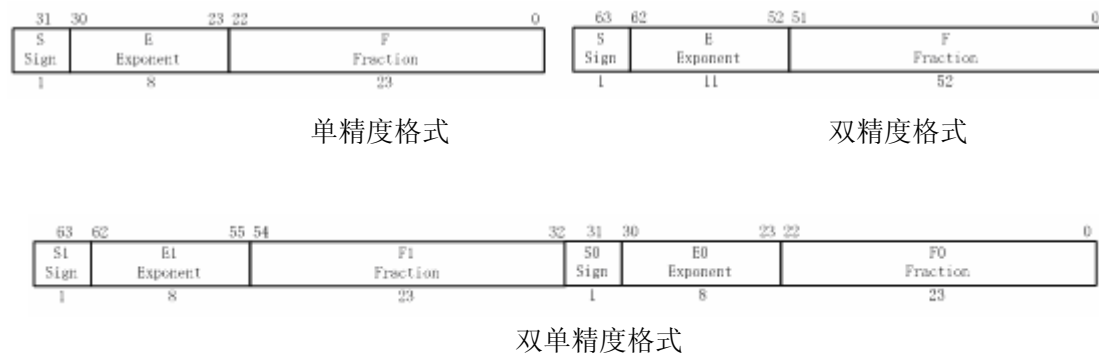 31 30 23 22 0
S E F
Sign Exponent Fraction
1 8 23
单精度格式
63 62 52 51 0
S E F
Sign Exponent Fraction
1 11 52
双精度格式
63 62 55 54 32 31 30 23 22 0
S1 E1 F1 S0 E0 F0
Sign Exponent Fraction Sign Exponent Fraction
1 8 23 1 8 23
双单精度格式